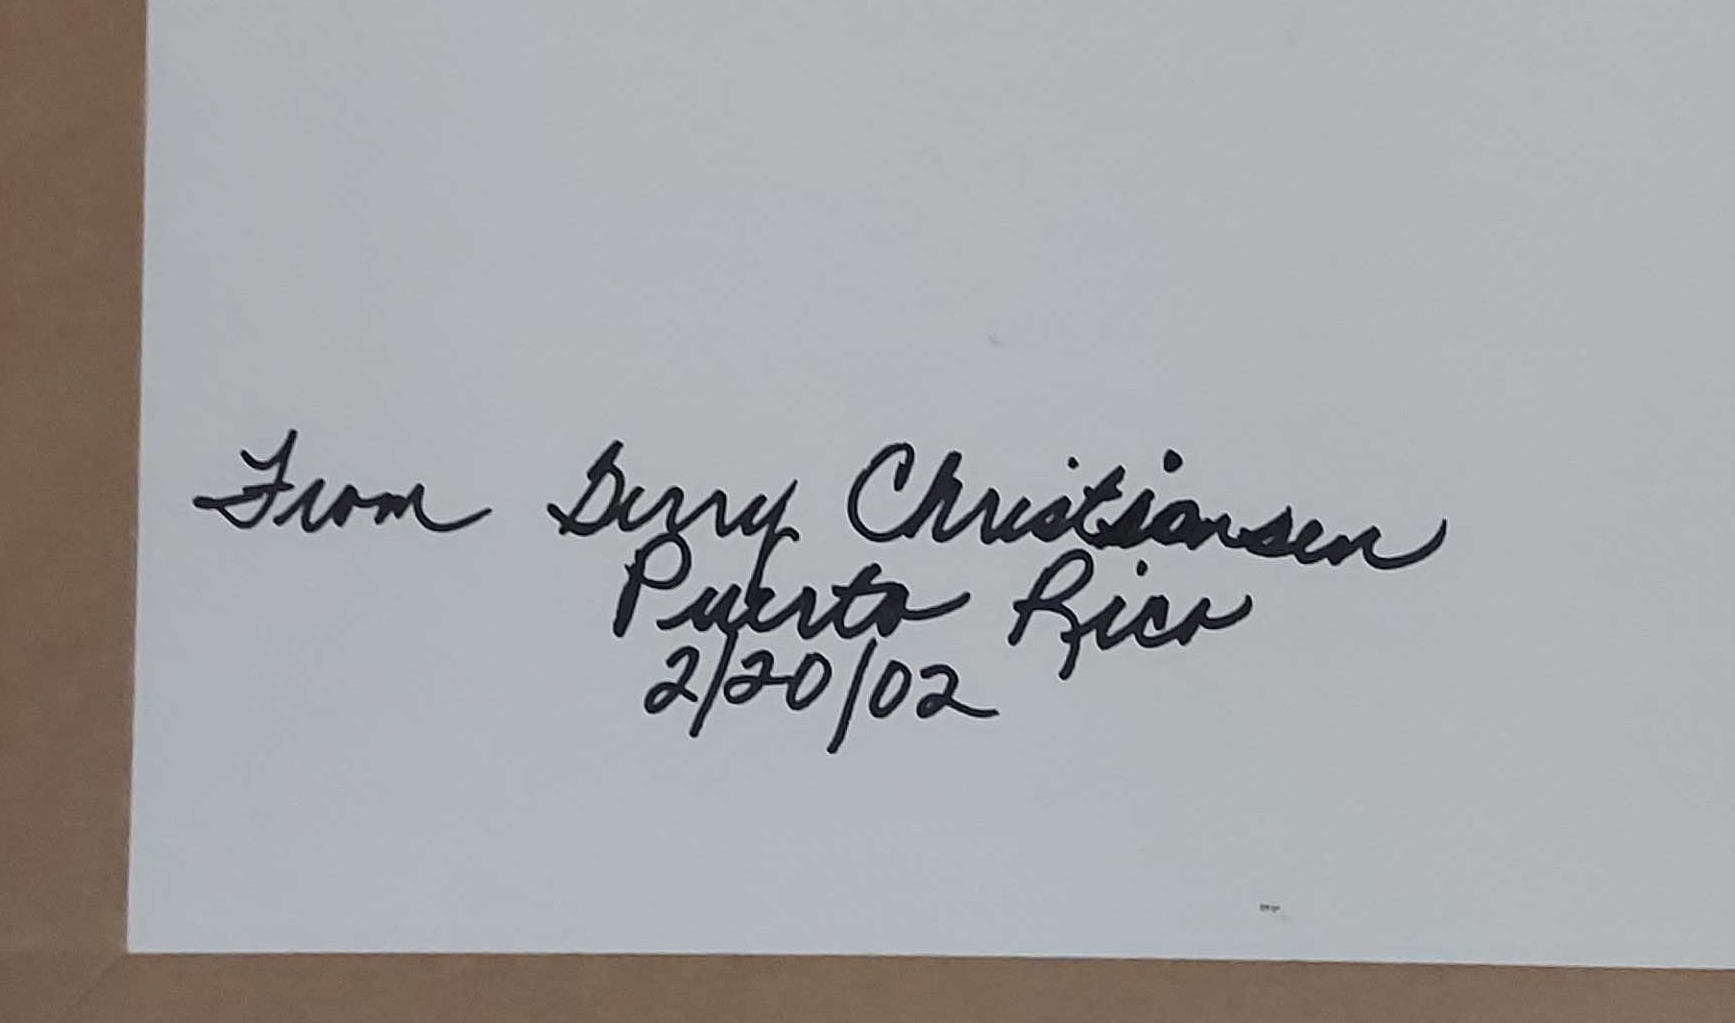 From Gerry Christiansen
Puerto Rico
2/20/02